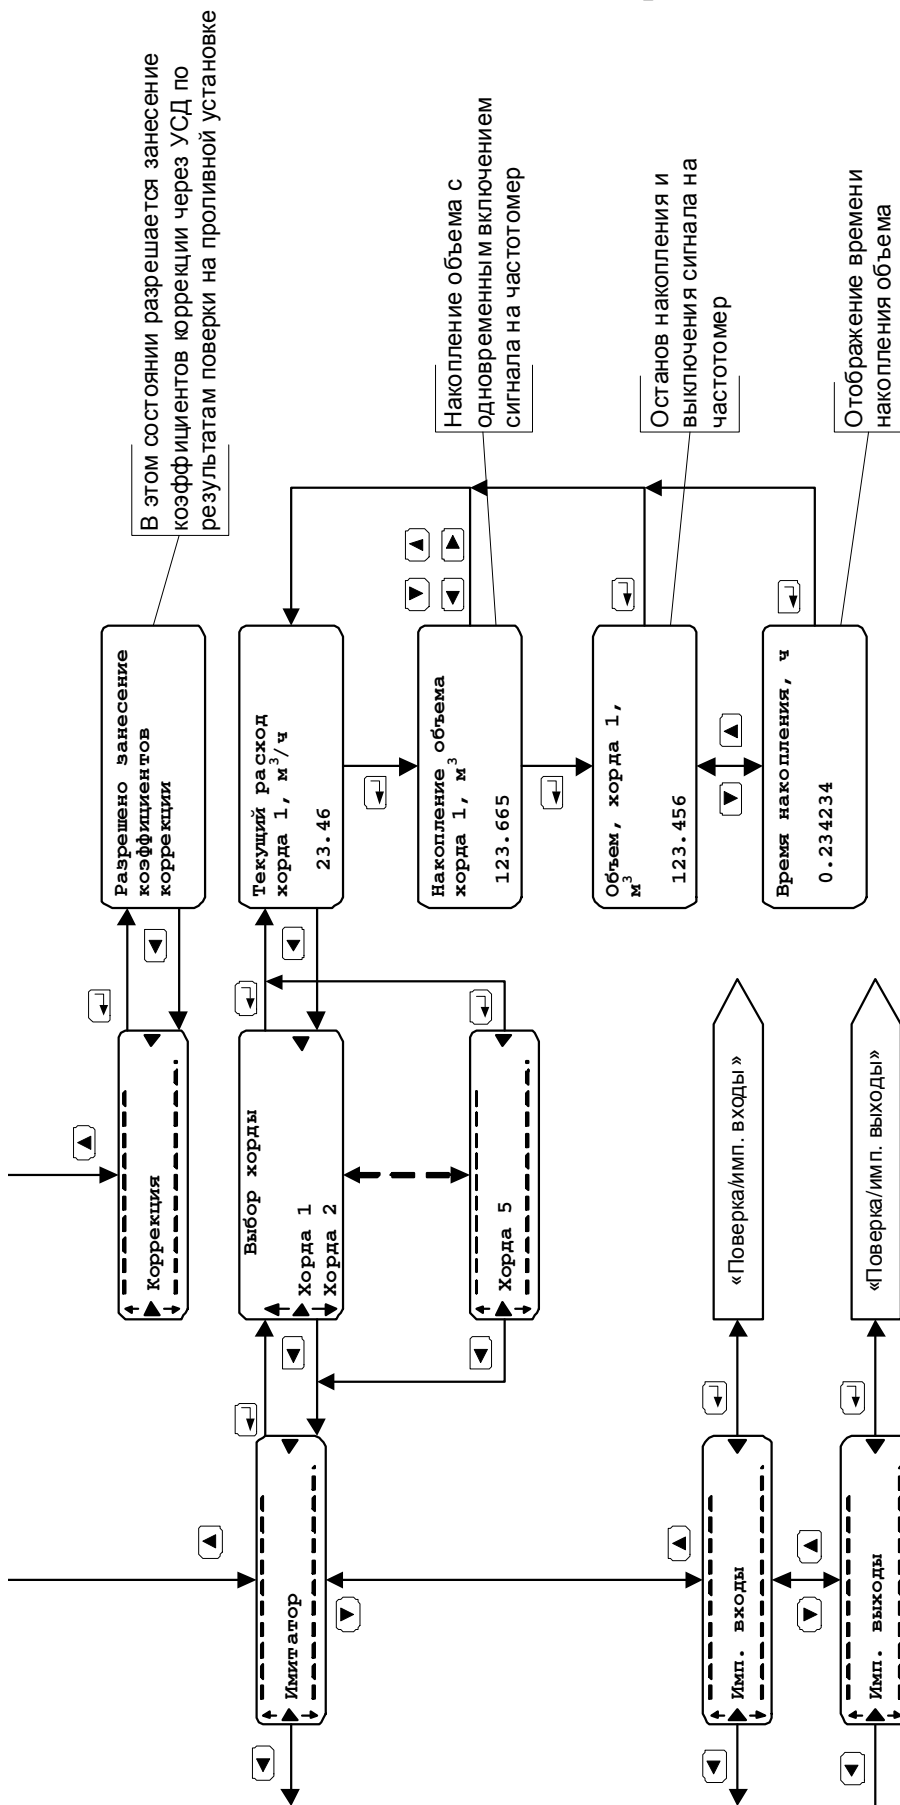 В этом состоянии разрешается занесение
коэффициентов коррекции через УСД по
результатам поверки на проливной установке
Разрешено занесение
коэффициентов
коррекции
Коррекция
Текущий расход
хорда 1, м³/ч
23.46
Выбор хорды
Хорда 1
Хорда 2
Имитатор
Накопление объема с
одновременным включением
сигнала на частотомер
Накопление объема
хорда 1, м³
123.665
Хорда 5
Останов накопления и
выключения сигнала на
частотомер
Объем, хорда 1,
м³
123.456
Отображение времени
накопления объема
Время накопления, ч
0.234234
«Поверка/имп. входы»
Имп. входы
«Поверка/имп. выходы»
Имп. выходы